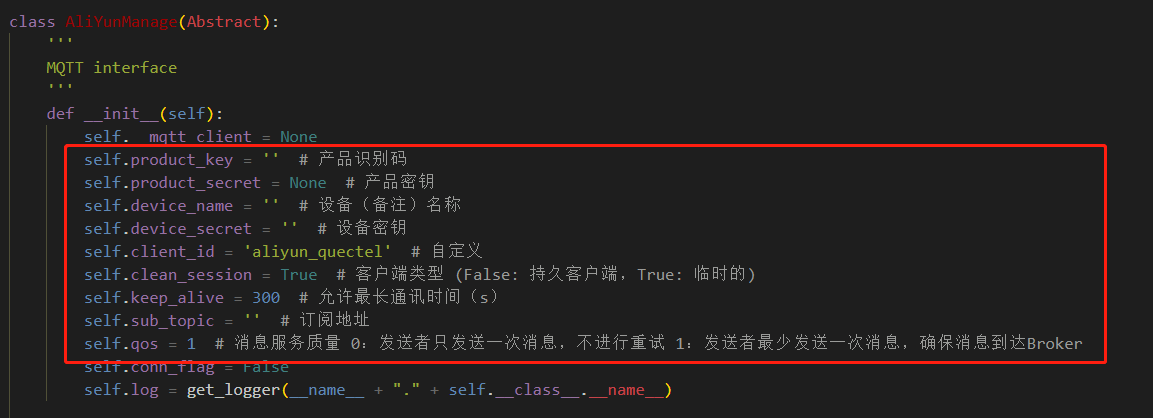 class AliYunManage(Abstract):
'''
MQTT interface
'''
def __init__(self):
self.__mqtt_client = None
self.product_key = '' # 产品识别码
self.product_secret = None # 产品密钥
self.device_name = '' # 设备（备注）名称
self.device_secret = '' # 设备密钥
self.client_id = 'aliyun_quectel' # 自定义
self.clean_session = True # 客户端类型 (False: 持久客户端，True: 临时的)
self.keep_alive = 300 # 允许最长通讯时间（s）
self.sub_topic = '' # 订阅地址
self.qos = 1 # 消息服务质量 0：发送者只发送一次消息，不进行重试 1：发送者最少发送一次消息，确保消息到达Broker
self.conn_flag = False
self.log = get_logger(__name__ + "." + self.__class__.__name__)